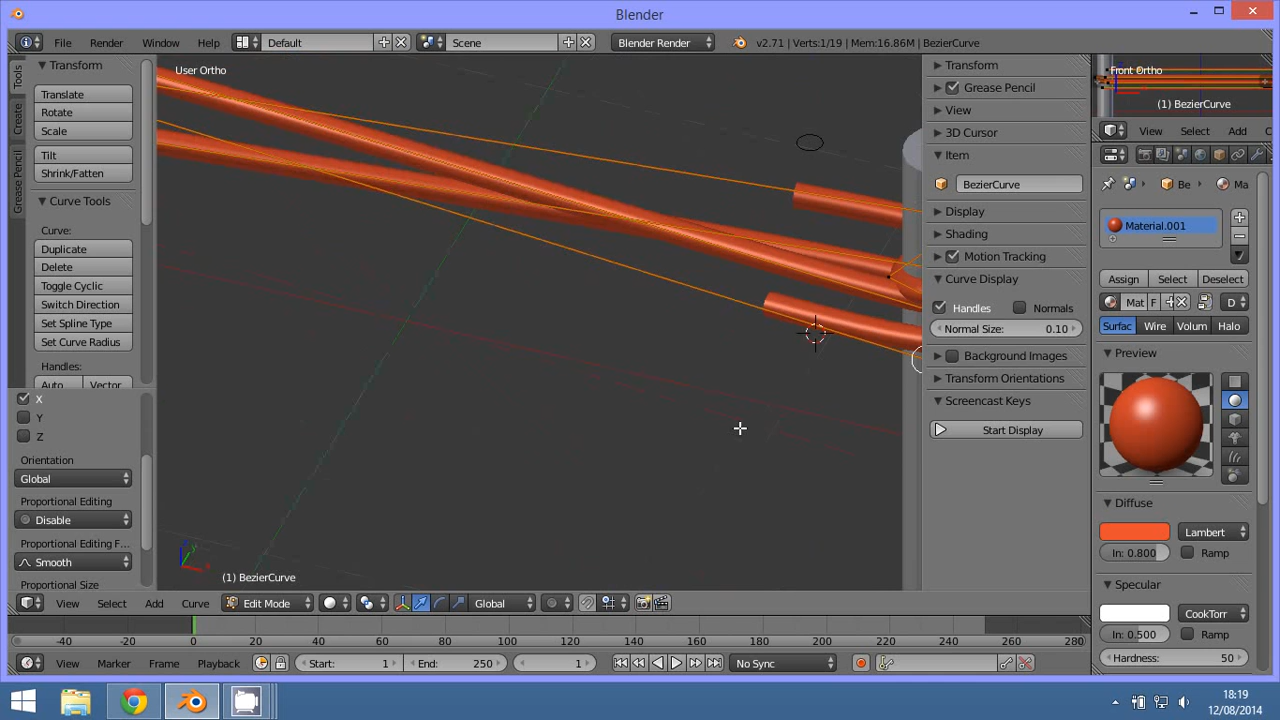 Blender
File Render Window Help Default Scene Blender Render v2.71 | Verts:1/19 | Mem:16.86M | BezierCurve
Tools
Create
Grease Pencil
Transform
Translate
Rotate
Scale
Tilt
Shrink/Fatten
Curve Tools
Curve:
Duplicate
Delete
Toggle Cyclic
Switch Direction
Set Spline Type
Set Curve Radius
Handles:
Auto Vector
X
Y
Z
Orientation
Global
Proportional Editing
Disable
Proportional Editing F...
Smooth
Proportional Size
User Ortho
(1) BezierCurve
Transform
Grease Pencil
View
3D Cursor
Item
BezierCurve
Display
Shading
Motion Tracking
Curve Display
Handles Normals
Normal Size: 0.10
Background Images
Transform Orientations
Screencast Keys
Start Display
Front Ortho
(1) BezierCurve
View Select Add
Be Ma
Material.001
Assign Select Deselect
Mat F D
Surfac Wire Volum Halo
Preview
Diffuse
Lambert
In: 0.800 Ramp
Specular
CookTorr
In: 0.500 Ramp
Hardness: 50
View Select Add Curve Edit Mode Global
-40 -20 0 20 40 60 80 100 120 140 160 180 200 220 240 260 280
View Marker Frame Playback Start: 1 End: 250 1 No Sync
18:19
12/08/2014